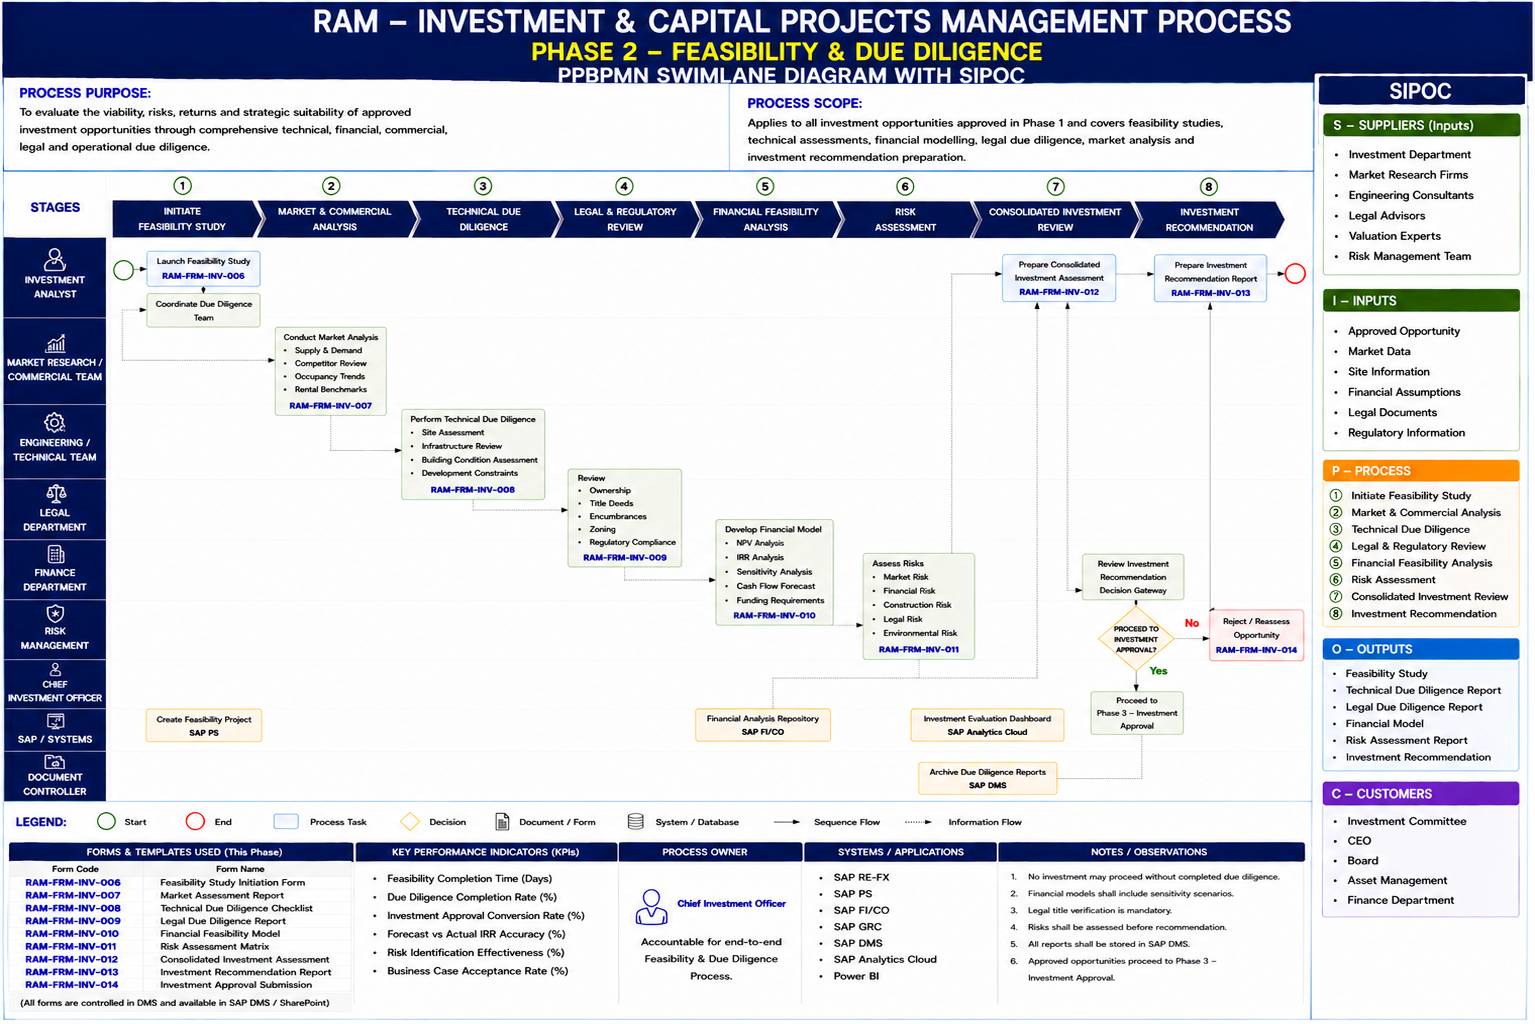 RAM – INVESTMENT & CAPITAL PROJECTS MANAGEMENT PROCESS
PHASE 2 – FEASIBILITY & DUE DILIGENCE
PPBPMN SWIMLANE DIAGRAM WITH SIPOC
PROCESS PURPOSE:
To evaluate the viability, risks, returns and strategic suitability of approved
investment opportunities through comprehensive technical, financial, commercial,
legal and operational due diligence.
PROCESS SCOPE:
Applies to all investment opportunities approved in Phase 1 and covers feasibility studies,
technical assessments, financial modelling, legal due diligence, market analysis and
investment recommendation preparation.
STAGES
1
INITIATE
FEASIBILITY STUDY
2
MARKET & COMMERCIAL
ANALYSIS
3
TECHNICAL DUE
DILIGENCE
4
LEGAL & REGULATORY
REVIEW
5
FINANCIAL FEASIBILITY
ANALYSIS
6
RISK
ASSESSMENT
7
CONSOLIDATED INVESTMENT
REVIEW
8
INVESTMENT
RECOMMENDATION
INVESTMENT
ANALYST
Launch Feasibility Study
RAM-FRM-INV-006
Coordinate Due Diligence
Team
Prepare Consolidated
Investment Assessment
RAM-FRM-INV-012
Prepare Investment
Recommendation Report
RAM-FRM-INV-013
MARKET RESEARCH /
COMMERCIAL TEAM
Conduct Market Analysis
• Supply & Demand
• Competitor Review
• Occupancy Trends
• Rental Benchmarks
RAM-FRM-INV-007
ENGINEERING /
TECHNICAL TEAM
Perform Technical Due Diligence
• Site Assessment
• Infrastructure Review
• Building Condition Assessment
• Development Constraints
RAM-FRM-INV-008
LEGAL
DEPARTMENT
Review
• Ownership
• Title Deeds
• Encumbrances
• Zoning
• Regulatory Compliance
RAM-FRM-INV-009
FINANCE
DEPARTMENT
Develop Financial Model
• NPV Analysis
• IRR Analysis
• Sensitivity Analysis
• Cash Flow Forecast
• Funding Requirements
RAM-FRM-INV-010
RISK
MANAGEMENT
Assess Risks
• Market Risk
• Financial Risk
• Construction Risk
• Legal Risk
• Environmental Risk
RAM-FRM-INV-011
Review Investment
Recommendation
Decision Gateway
PROCEED TO
INVESTMENT
APPROVAL?
No
Yes
Reject / Reassess
Opportunity
RAM-FRM-INV-014
CHIEF
INVESTMENT OFFICER
Proceed to
Phase 3 – Investment
Approval
SAP / SYSTEMS
Create Feasibility Project
SAP PS
Financial Analysis Repository
SAP FI/CO
Investment Evaluation Dashboard
SAP Analytics Cloud
DOCUMENT
CONTROLLER
Archive Due Diligence Reports
SAP DMS
LEGEND:
Start
End
Process Task
Decision
Document / Form
System / Database
Sequence Flow
Information Flow
FORMS & TEMPLATES USED (This Phase)
Form Code Form Name
RAM-FRM-INV-006 Feasibility Study Initiation Form
RAM-FRM-INV-007 Market Assessment Report
RAM-FRM-INV-008 Technical Due Diligence Checklist
RAM-FRM-INV-009 Legal Due Diligence Report
RAM-FRM-INV-010 Financial Feasibility Model
RAM-FRM-INV-011 Risk Assessment Matrix
RAM-FRM-INV-012 Consolidated Investment Assessment
RAM-FRM-INV-013 Investment Recommendation Report
RAM-FRM-INV-014 Investment Approval Submission
(All forms are controlled in DMS and available in SAP DMS / SharePoint)
KEY PERFORMANCE INDICATORS (KPIs)
• Feasibility Completion Time (Days)
• Due Diligence Completion Rate (%)
• Investment Approval Conversion Rate (%)
• Forecast vs Actual IRR Accuracy (%)
• Risk Identification Effectiveness (%)
• Business Case Acceptance Rate (%)
PROCESS OWNER
Chief Investment Officer
Accountable for end-to-end
Feasibility & Due Diligence
Process.
SYSTEMS / APPLICATIONS
• SAP RE-FX
• SAP PS
• SAP FI/CO
• SAP GRC
• SAP DMS
• SAP Analytics Cloud
• Power BI
NOTES / OBSERVATIONS
1. No investment may proceed without completed due diligence.
2. Financial models shall include sensitivity scenarios.
3. Legal title verification is mandatory.
4. Risks shall be assessed before recommendation.
5. All reports shall be stored in SAP DMS.
6. Approved opportunities proceed to Phase 3 –
Investment Approval.
SIPOC
S – SUPPLIERS (Inputs)
• Investment Department
• Market Research Firms
• Engineering Consultants
• Legal Advisors
• Valuation Experts
• Risk Management Team
I – INPUTS
• Approved Opportunity
• Market Data
• Site Information
• Financial Assumptions
• Legal Documents
• Regulatory Information
P – PROCESS
1 Initiate Feasibility Study
2 Market & Commercial Analysis
3 Technical Due Diligence
4 Legal & Regulatory Review
5 Financial Feasibility Analysis
6 Risk Assessment
7 Consolidated Investment Review
8 Investment Recommendation
O – OUTPUTS
• Feasibility Study
• Technical Due Diligence Report
• Legal Due Diligence Report
• Financial Model
• Risk Assessment Report
• Investment Recommendation
C – CUSTOMERS
• Investment Committee
• CEO
• Board
• Asset Management
• Finance Department